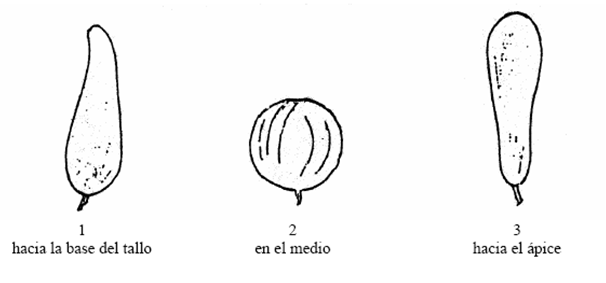 1
hacia la base del tallo
2
en el medio
3
hacia el ápice